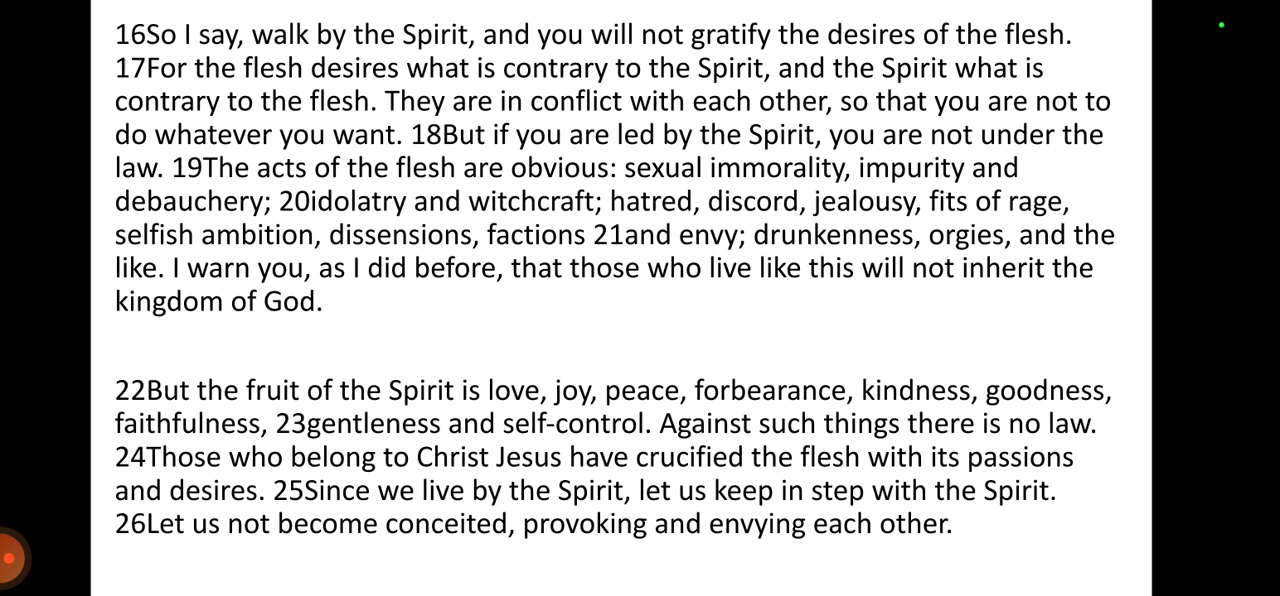 16So I say, walk by the Spirit, and you will not gratify the desires of the flesh.
17For the flesh desires what is contrary to the Spirit, and the Spirit what is
contrary to the flesh. They are in conflict with each other, so that you are not to
do whatever you want. 18But if you are led by the Spirit, you are not under the
law. 19The acts of the flesh are obvious: sexual immorality, impurity and
debauchery; 20idolatry and witchcraft; hatred, discord, jealousy, fits of rage,
selfish ambition, dissensions, factions 21and envy; drunkenness, orgies, and the
like. I warn you, as I did before, that those who live like this will not inherit the
kingdom of God.
22But the fruit of the Spirit is love, joy, peace, forbearance, kindness, goodness,
faithfulness, 23gentleness and self-control. Against such things there is no law.
24Those who belong to Christ Jesus have crucified the flesh with its passions
and desires. 25Since we live by the Spirit, let us keep in step with the Spirit.
26Let us not become conceited, provoking and envying each other.